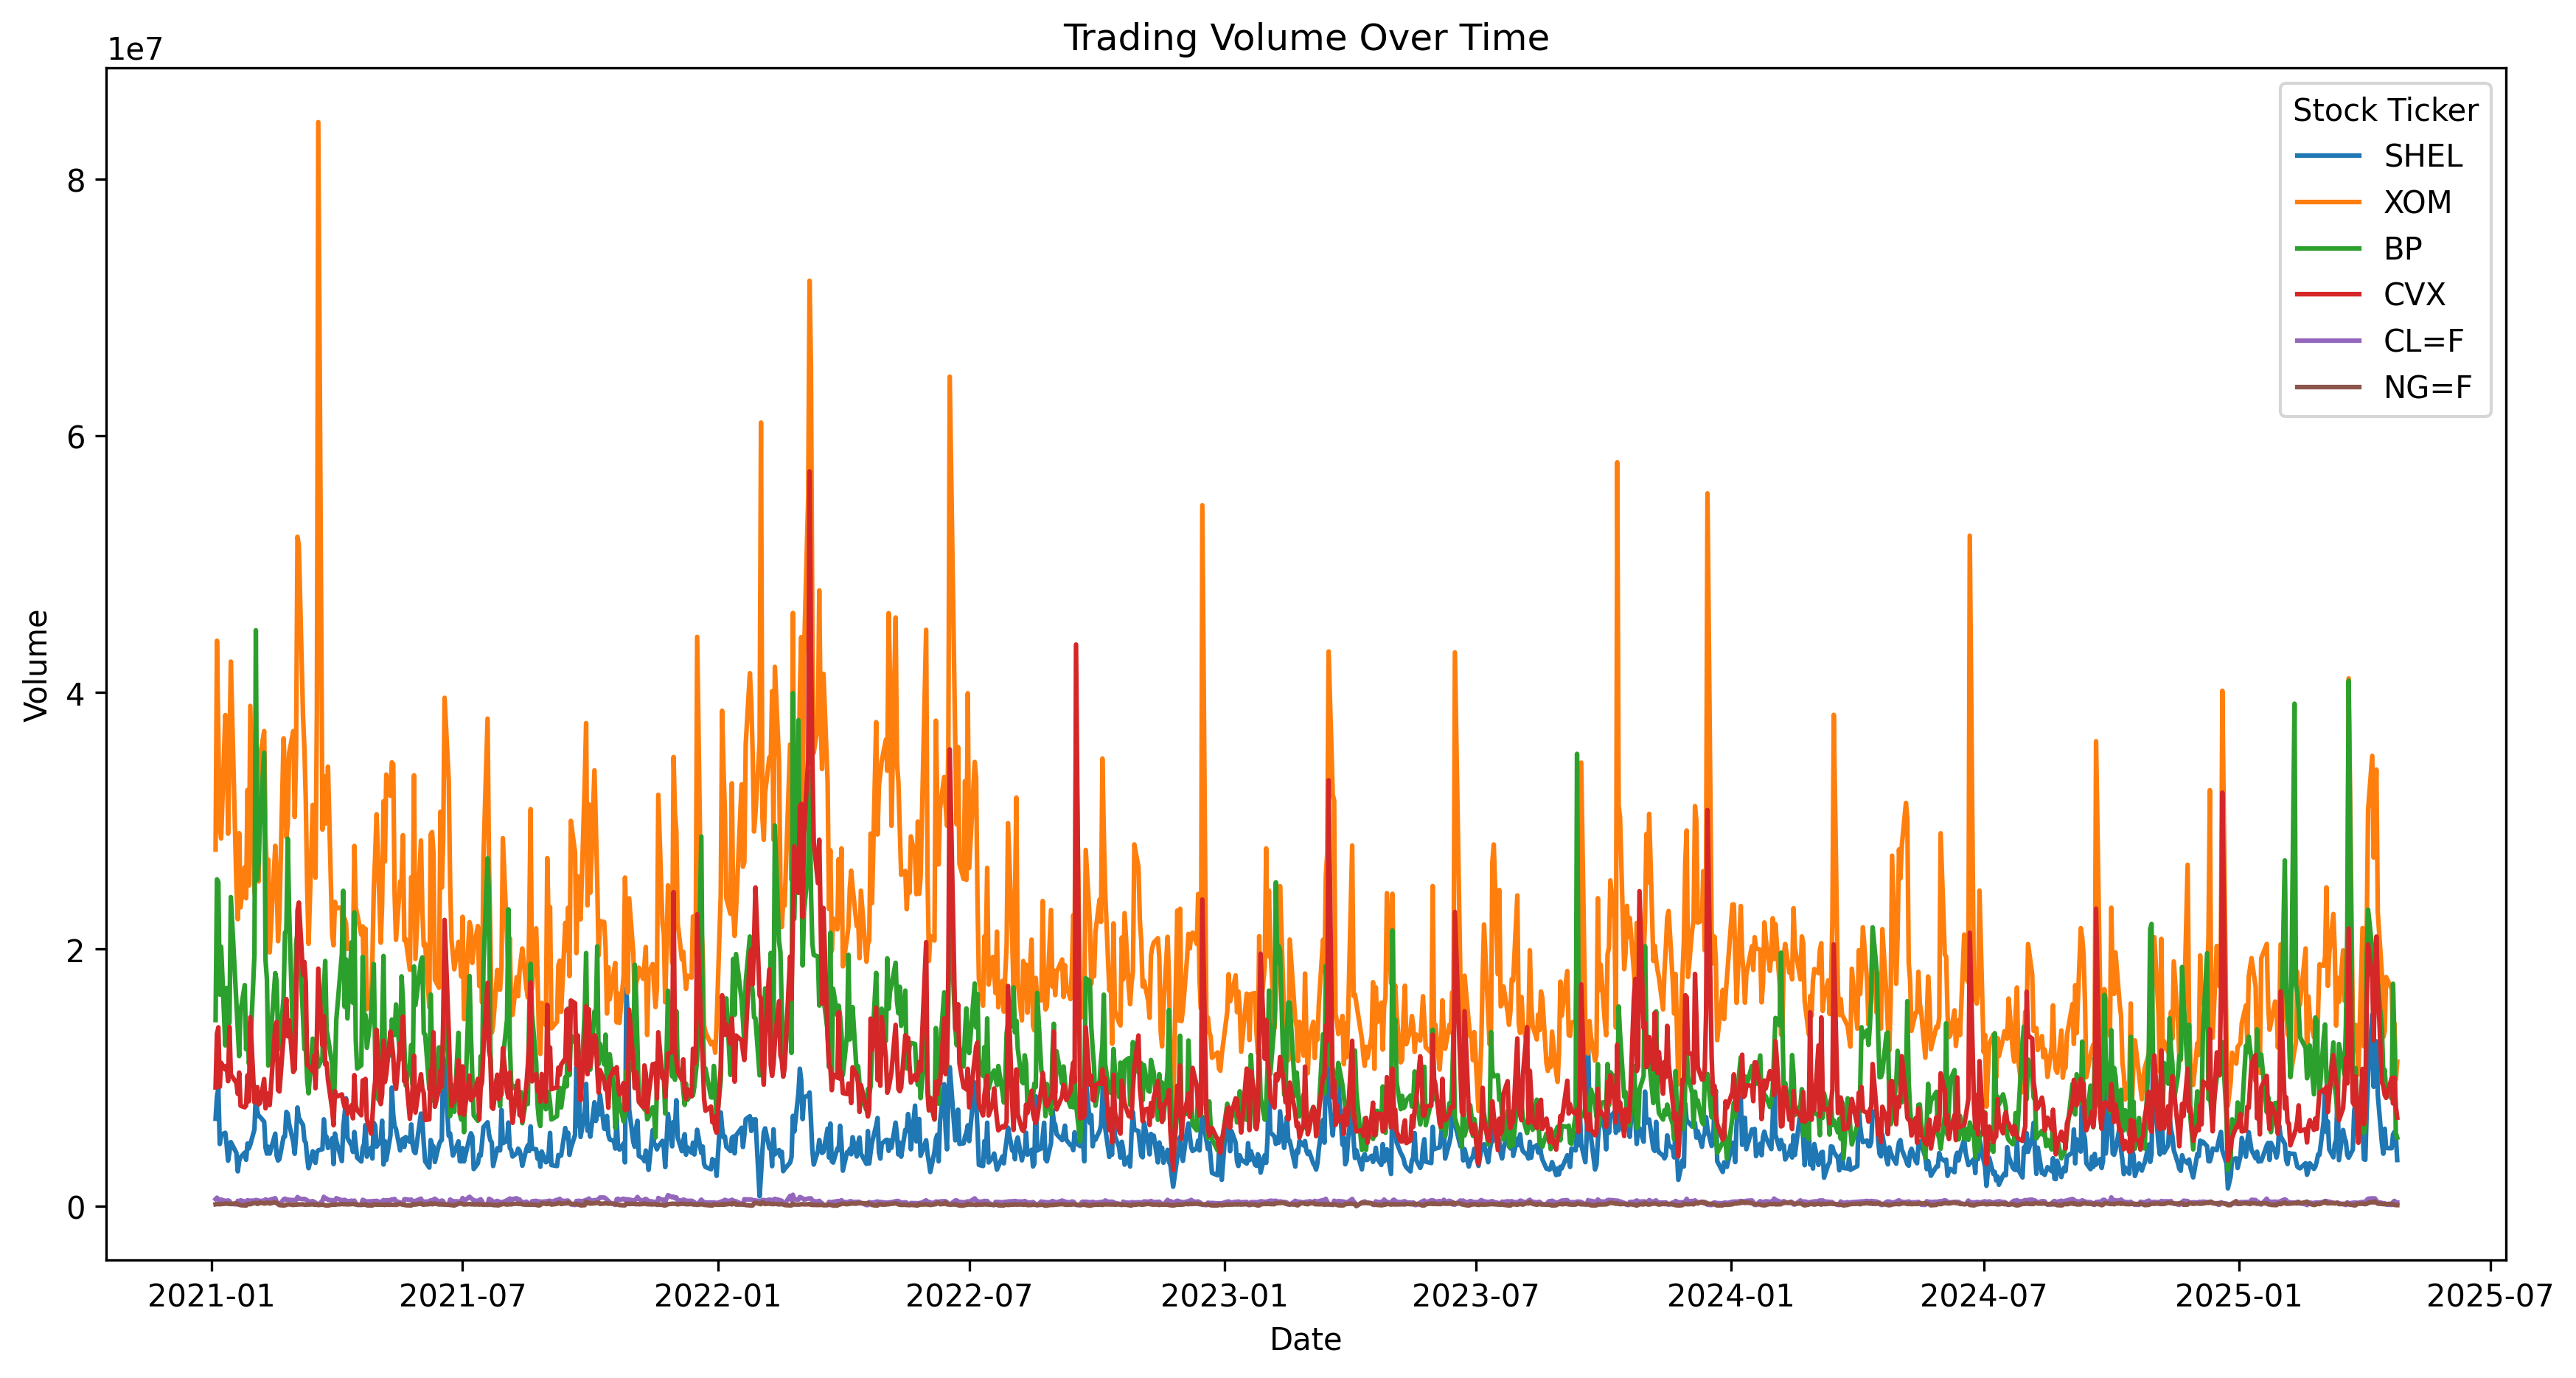 Trading Volume Over Time
1e7
8
6
4
2
0
Volume
Stock Ticker
SHEL
XOM
BP
CVX
CL=F
NG=F
2021-01 2021-07 2022-01 2022-07 2023-01 2023-07 2024-01 2024-07 2025-01 2025-07
Date